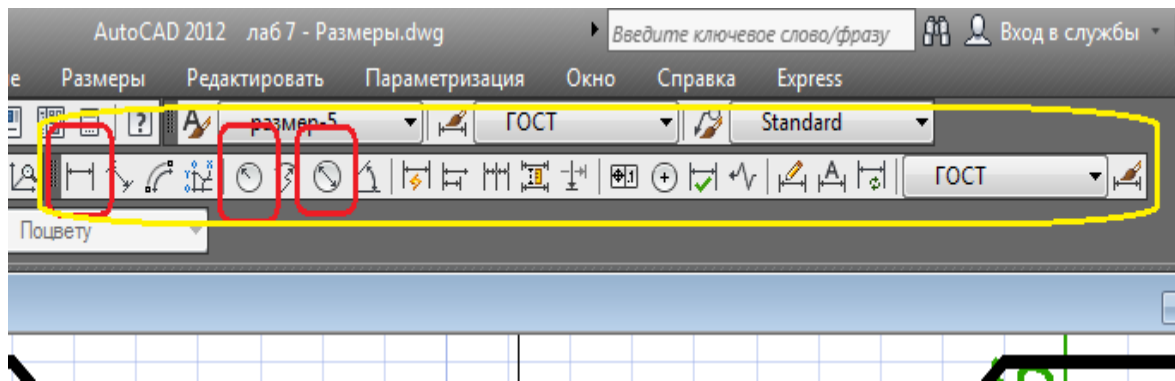 AutoCAD 2012 лаб 7 - Размеры.dwg Введите ключевое слово/фразу Вход в службы
е Размеры Редактировать Параметризация Окно Справка Express
размер-5 ГОСТ Standard
ГОСТ
Поцвету